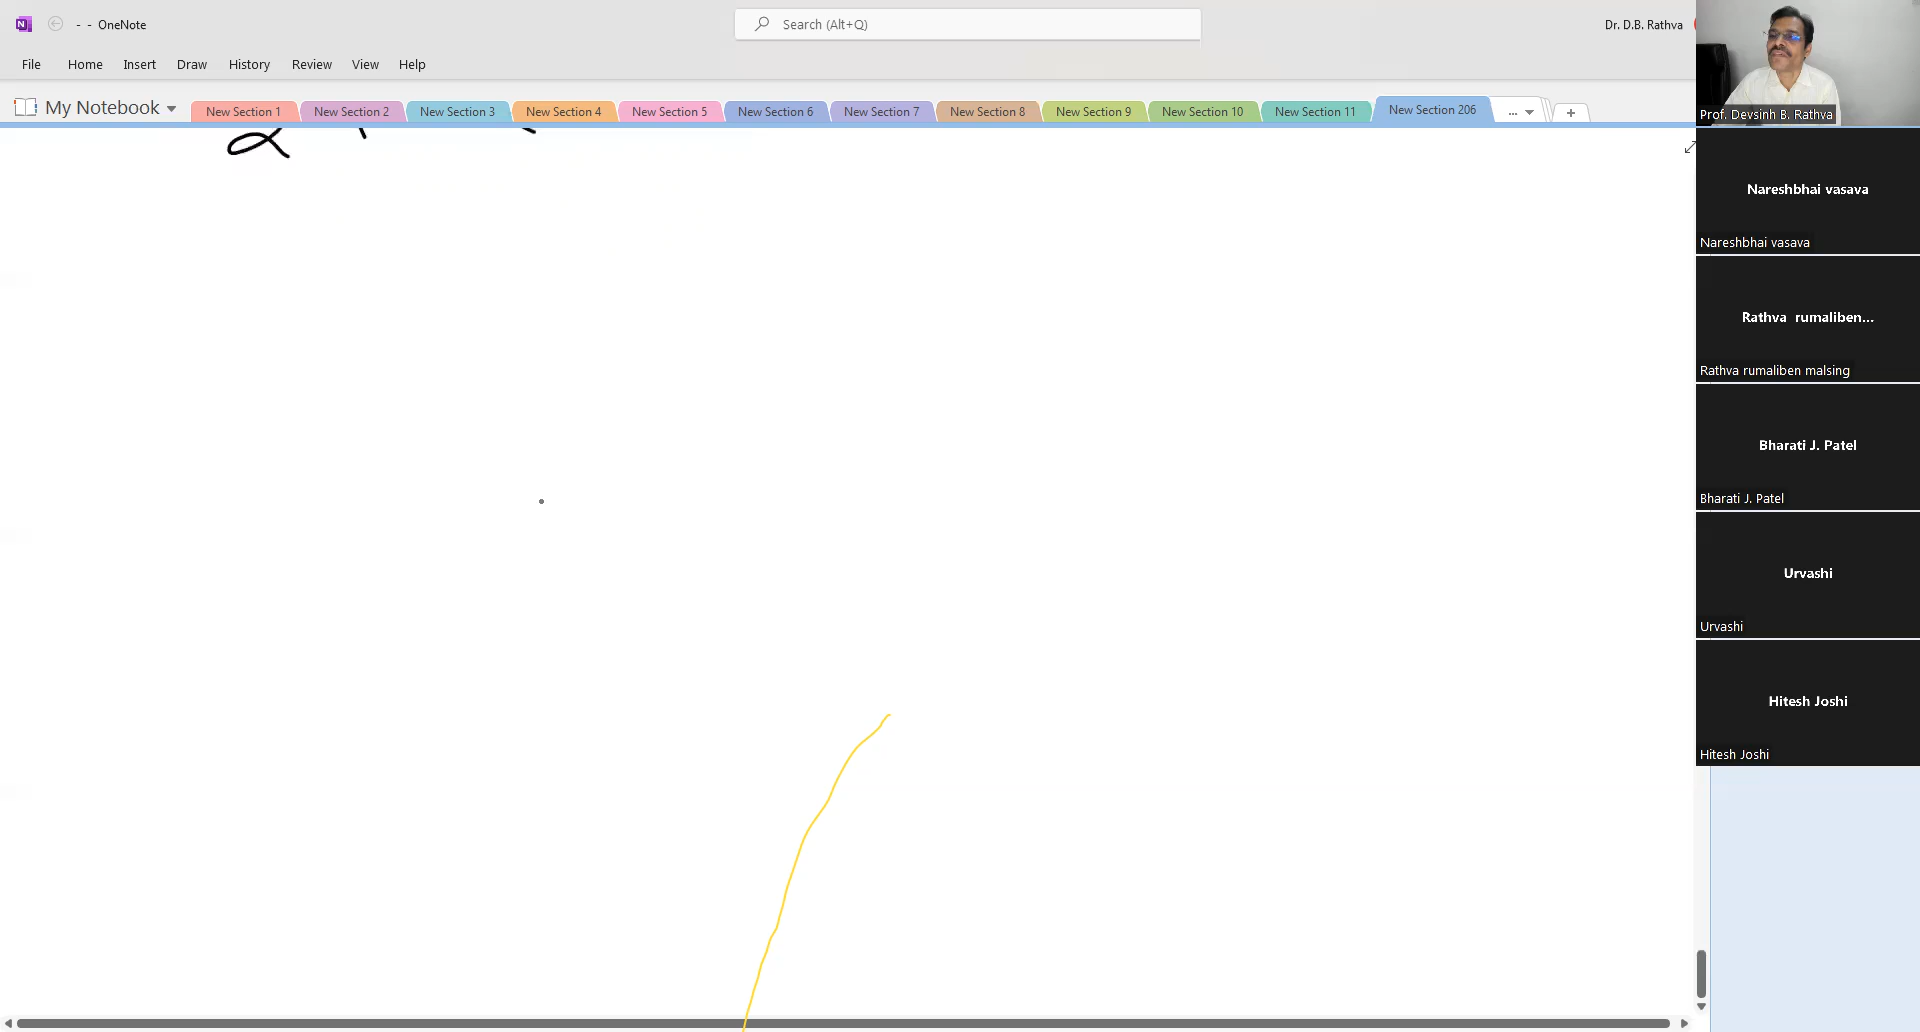 - - OneNote
Search (Alt+Q)
Dr. D.B. Rathva
File Home Insert Draw History Review View Help
My Notebook
New Section 1 New Section 2 New Section 3 New Section 4 New Section 5 New Section 6 New Section 7 New Section 8 New Section 9 New Section 10 New Section 11 New Section 206 ...
Prof. Devsinh B. Rathva
Nareshbhai vasava
Nareshbhai vasava
Rathva rumaliben...
Rathva rumaliben malsing
Bharati J. Patel
Bharati J. Patel
Urvashi
Urvashi
Hitesh Joshi
Hitesh Joshi